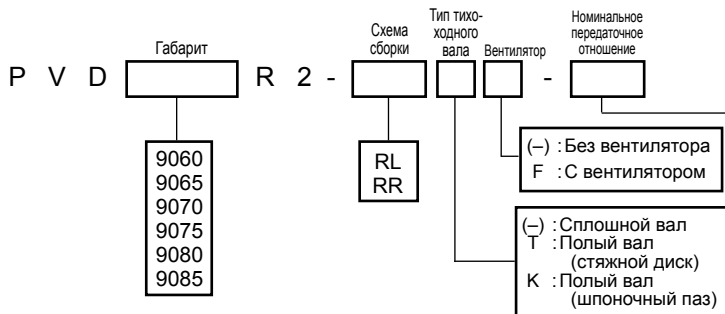 Габарит
Схема
сборки
Тип тихо-
ходного
вала
Вентилятор
Номинальное
передаточное
отношение
P V D R 2 - -
9060
9065
9070
9075
9080
9085
RL
RR
(–) :Без вентилятора
F :С вентилятором
(–) :Сплошной вал
T :Полый вал
(стяжной диск)
K :Полый вал
(шпоночный паз)